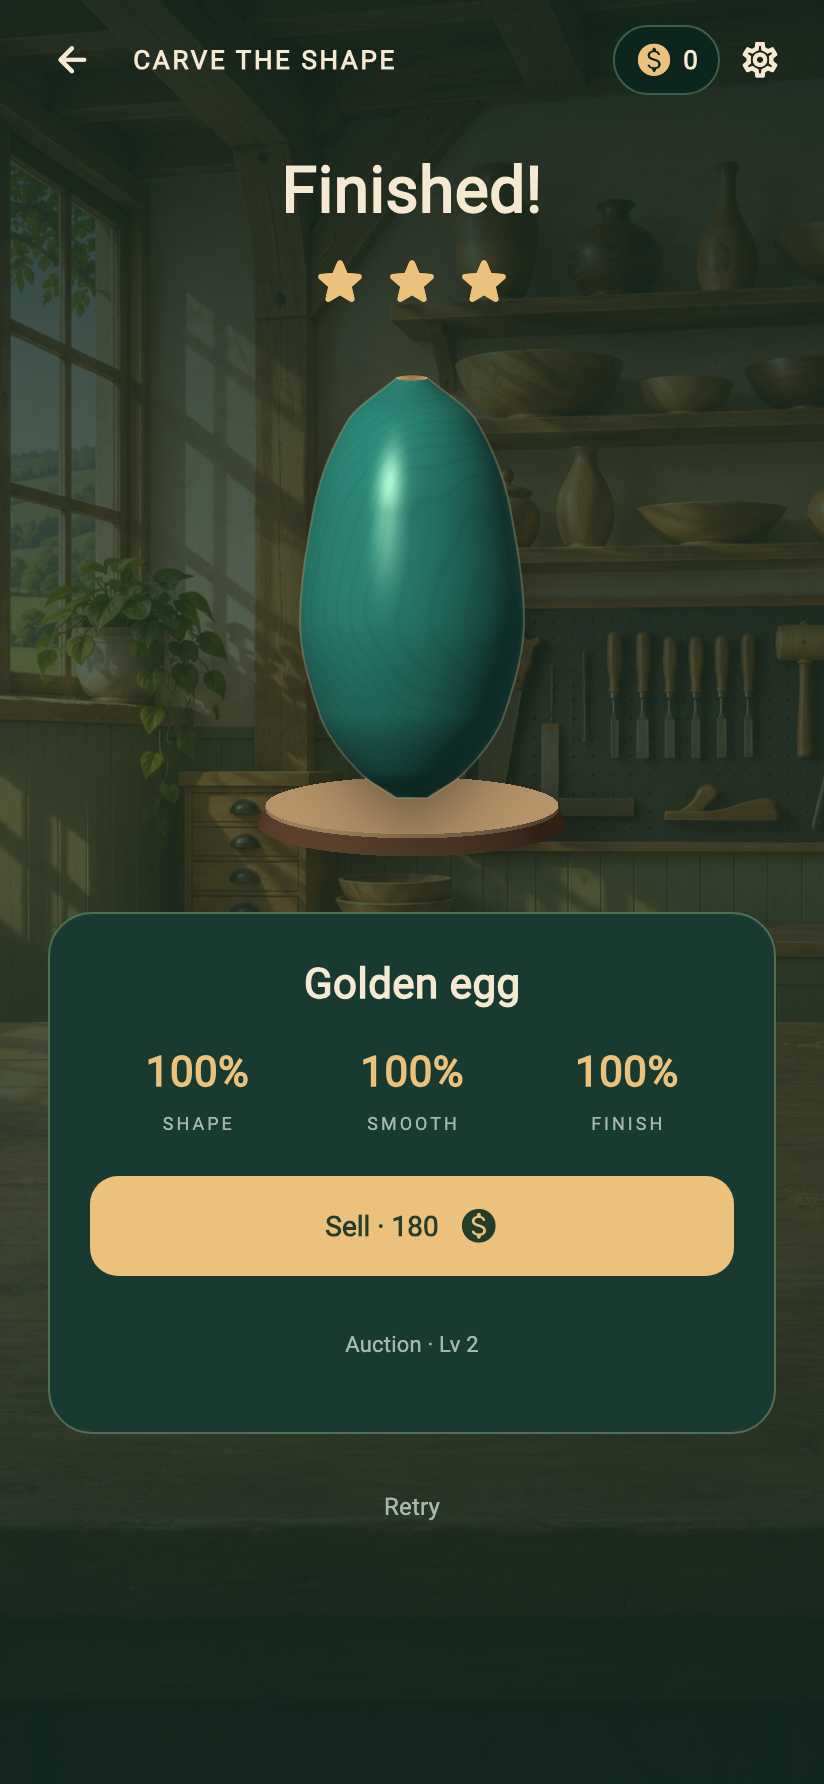 CARVE THE SHAPE
$ 0
Finished!
Golden egg
100% 100% 100%
SHAPE SMOOTH FINISH
Sell · 180 $
Auction · Lv 2
Retry